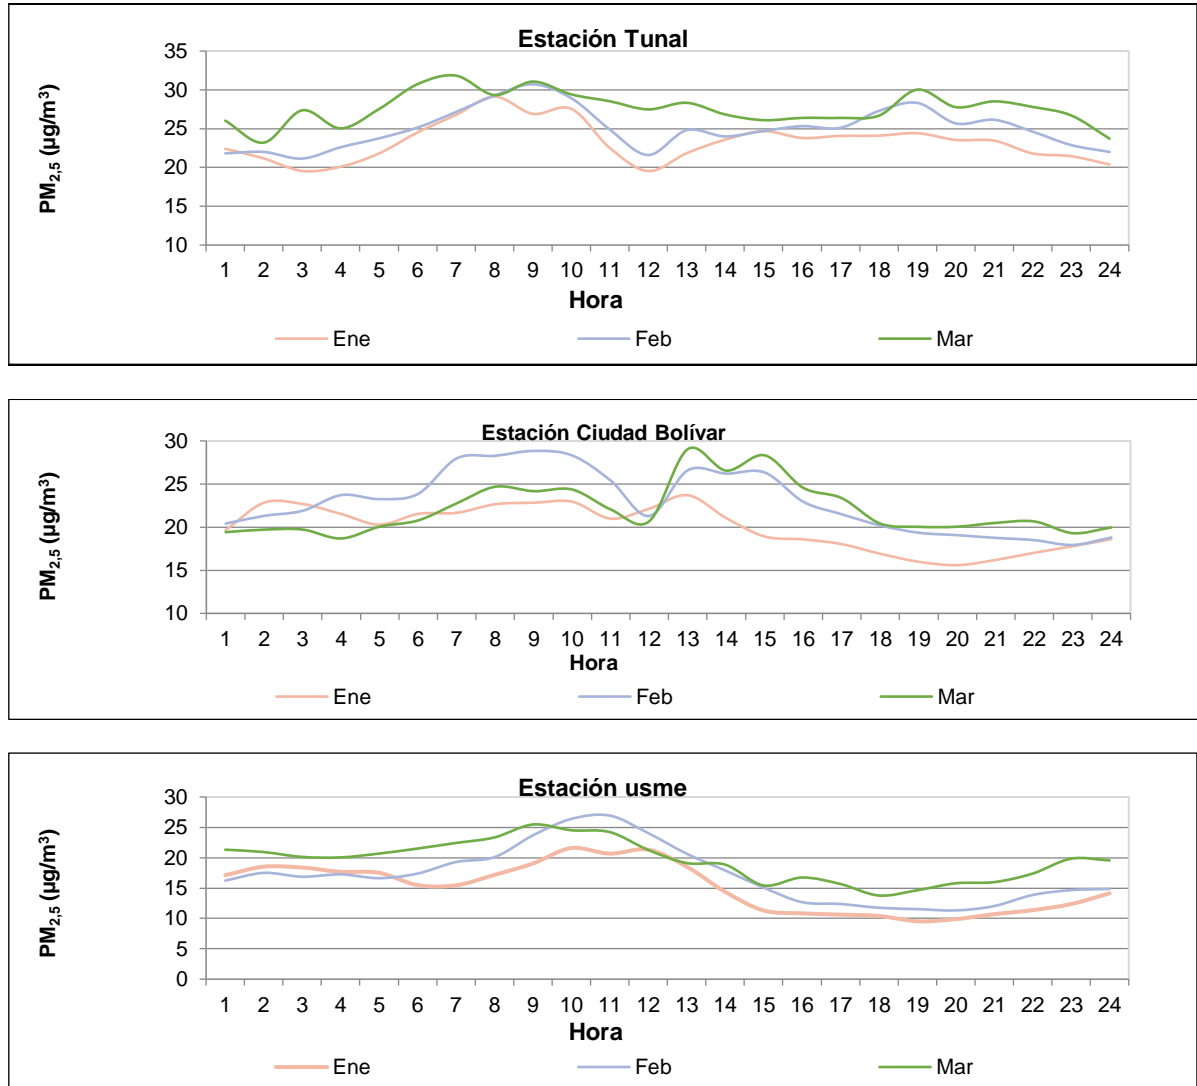 Estación Tunal
PM2,5 (µg/m3)
35
30
25
20
15
10
1 2 3 4 5 6 7 8 9 10 11 12 13 14 15 16 17 18 19 20 21 22 23 24
Hora
Ene Feb Mar
Estación Ciudad Bolívar
PM2,5 (µg/m3)
30
25
20
15
10
1 2 3 4 5 6 7 8 9 10 11 12 13 14 15 16 17 18 19 20 21 22 23 24
Hora
Ene Feb Mar
Estación usme
PM2,5 (µg/m3)
30
25
20
15
10
5
0
1 2 3 4 5 6 7 8 9 10 11 12 13 14 15 16 17 18 19 20 21 22 23 24
Hora
Ene Feb Mar